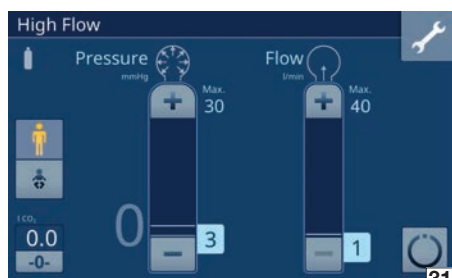 High Flow
Pressure
mmHg
Flow
l/min
+
Max.
30
+
Max.
40
0
3
1
−
−
l CO₂
0.0
-0-
31